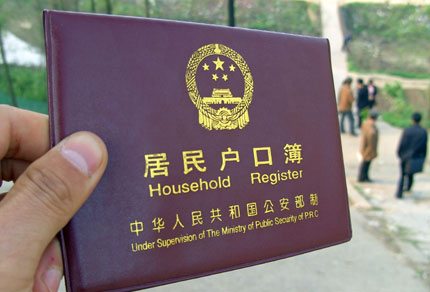 居民户口簿
Household Register
中华人民共和国公安部制
Under Supervision of The Ministry of Public Security of P.R.C